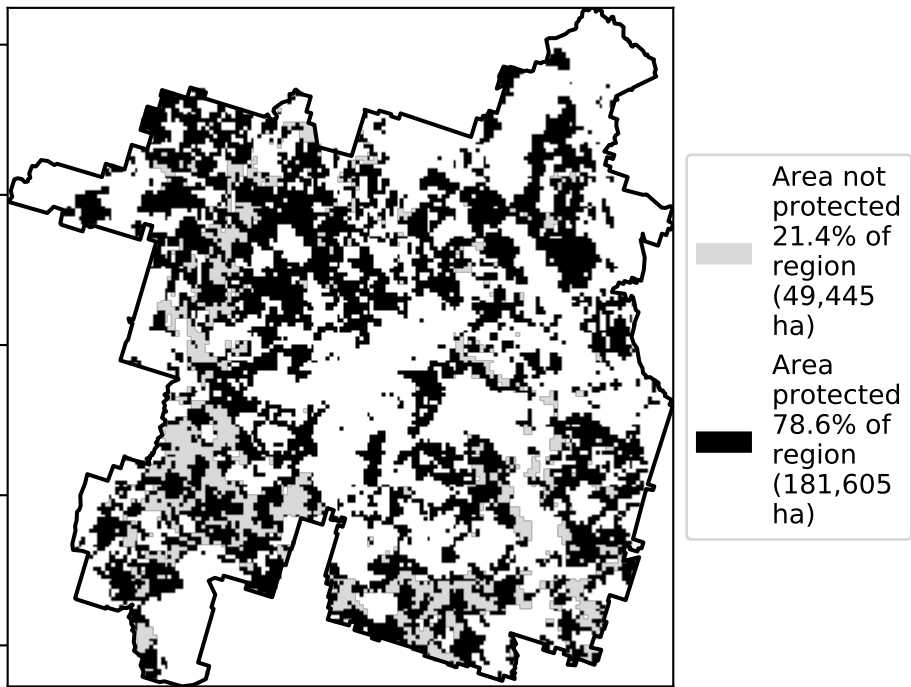 Area not
protected
21.4% of
region
(49,445
ha)
Area
protected
78.6% of
region
(181,605
ha)